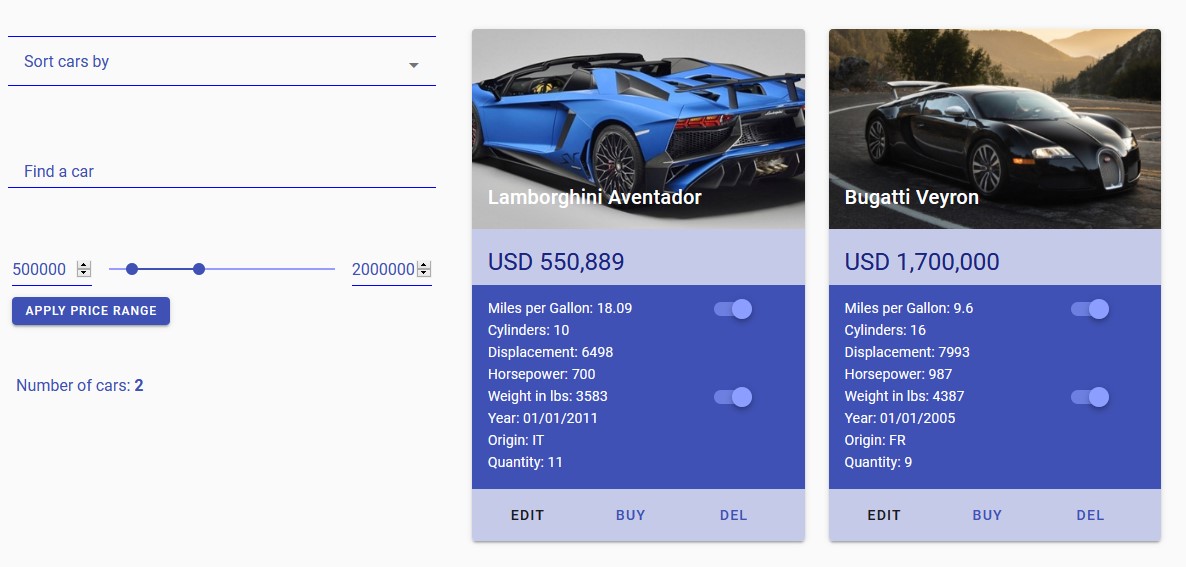 Sort cars by
Find a car
500000
2000000
APPLY PRICE RANGE
Number of cars: 2
Lamborghini Aventador
USD 550,889
Miles per Gallon: 18.09
Cylinders: 10
Displacement: 6498
Horsepower: 700
Weight in lbs: 3583
Year: 01/01/2011
Origin: IT
Quantity: 11
EDIT BUY DEL
Bugatti Veyron
USD 1,700,000
Miles per Gallon: 9.6
Cylinders: 16
Displacement: 7993
Horsepower: 987
Weight in lbs: 4387
Year: 01/01/2005
Origin: FR
Quantity: 9
EDIT BUY DEL